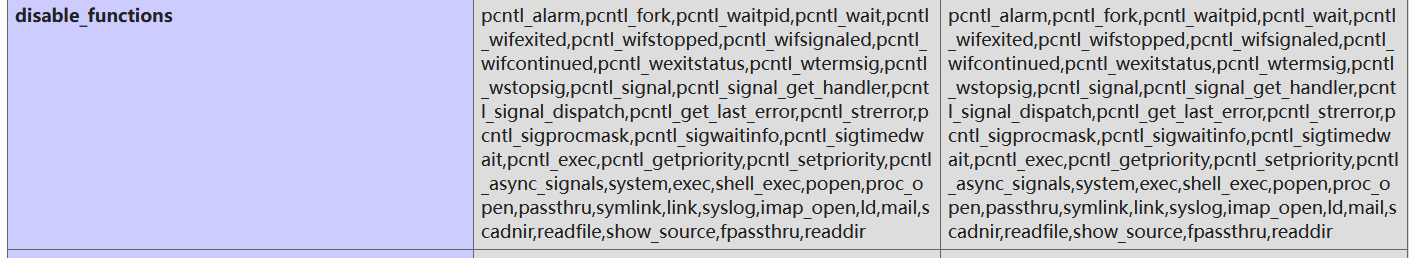 disable_functions
pcntl_alarm,pcntl_fork,pcntl_waitpid,pcntl_wait,pcntl
_wifexited,pcntl_wifstopped,pcntl_wifsignaled,pcntl_
wifcontinued,pcntl_wexitstatus,pcntl_wtermsig,pcntl
_wstopsig,pcntl_signal,pcntl_signal_get_handler,pcnt
l_signal_dispatch,pcntl_get_last_error,pcntl_strerror,p
cntl_sigprocmask,pcntl_sigwaitinfo,pcntl_sigtimedw
ait,pcntl_exec,pcntl_getpriority,pcntl_setpriority,pcntl
_async_signals,system,exec,shell_exec,popen,proc_o
pen,passthru,symlink,link,syslog,imap_open,ld,mail,s
cadnir,readfile,show_source,fpassthru,readdir
pcntl_alarm,pcntl_fork,pcntl_waitpid,pcntl_wait,pcntl
_wifexited,pcntl_wifstopped,pcntl_wifsignaled,pcntl_
wifcontinued,pcntl_wexitstatus,pcntl_wtermsig,pcntl
_wstopsig,pcntl_signal,pcntl_signal_get_handler,pcnt
l_signal_dispatch,pcntl_get_last_error,pcntl_strerror,p
cntl_sigprocmask,pcntl_sigwaitinfo,pcntl_sigtimedw
ait,pcntl_exec,pcntl_getpriority,pcntl_setpriority,pcntl
_async_signals,system,exec,shell_exec,popen,proc_o
pen,passthru,symlink,link,syslog,imap_open,ld,mail,s
cadnir,readfile,show_source,fpassthru,readdir